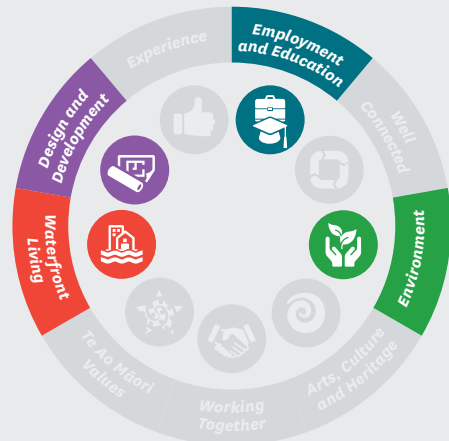 Experience
Employment
and Education
Well
Connected
Environment
Arts, Culture
and Heritage
Working
Together
Te Ao Māori
Values
Waterfront
Living
Design and
Development